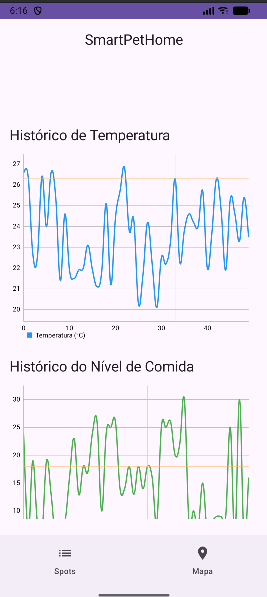 6:16
SmartPetHome
Histórico de Temperatura
27
26
25
24
23
22
21
20
0 10 20 30 40
Temperatura (°C)
Histórico do Nível de Comida
30
25
20
15
10
Spots Mapa